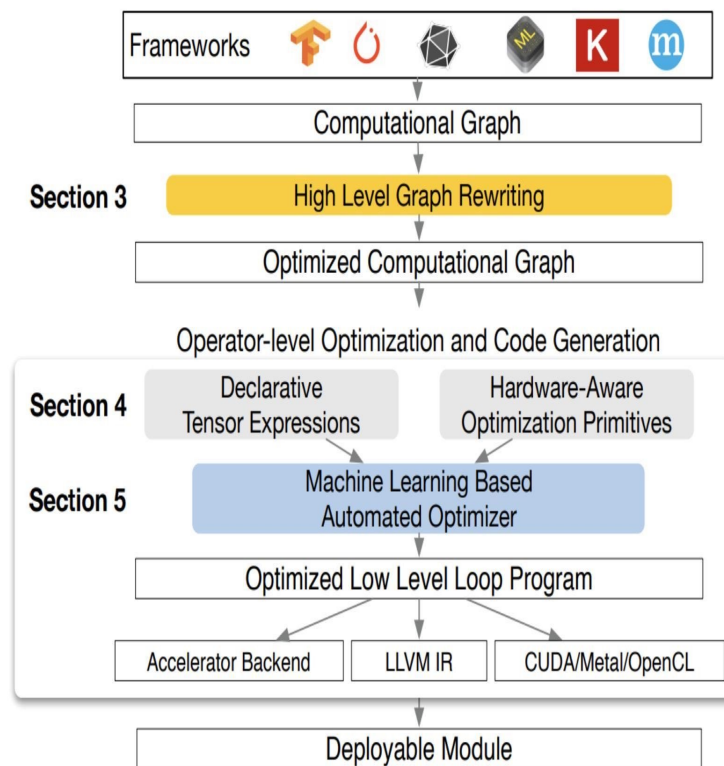 Frameworks
ML
K
m
Computational Graph
Section 3
High Level Graph Rewriting
Optimized Computational Graph
Operator-level Optimization and Code Generation
Section 4
Declarative
Tensor Expressions
Hardware-Aware
Optimization Primitives
Section 5
Machine Learning Based
Automated Optimizer
Optimized Low Level Loop Program
Accelerator Backend
LLVM IR
CUDA/Metal/OpenCL
Deployable Module